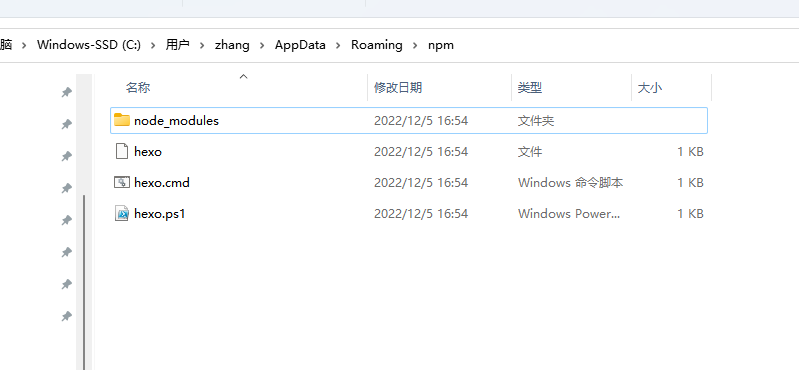 脑 > Windows-SSD (C:) > 用户 > zhang > AppData > Roaming > npm
名称 修改日期 类型 大小
node_modules 2022/12/5 16:54 文件夹
hexo 2022/12/5 16:54 文件 1 KB
hexo.cmd 2022/12/5 16:54 Windows 命令脚本 1 KB
hexo.ps1 2022/12/5 16:54 Windows Power... 1 KB